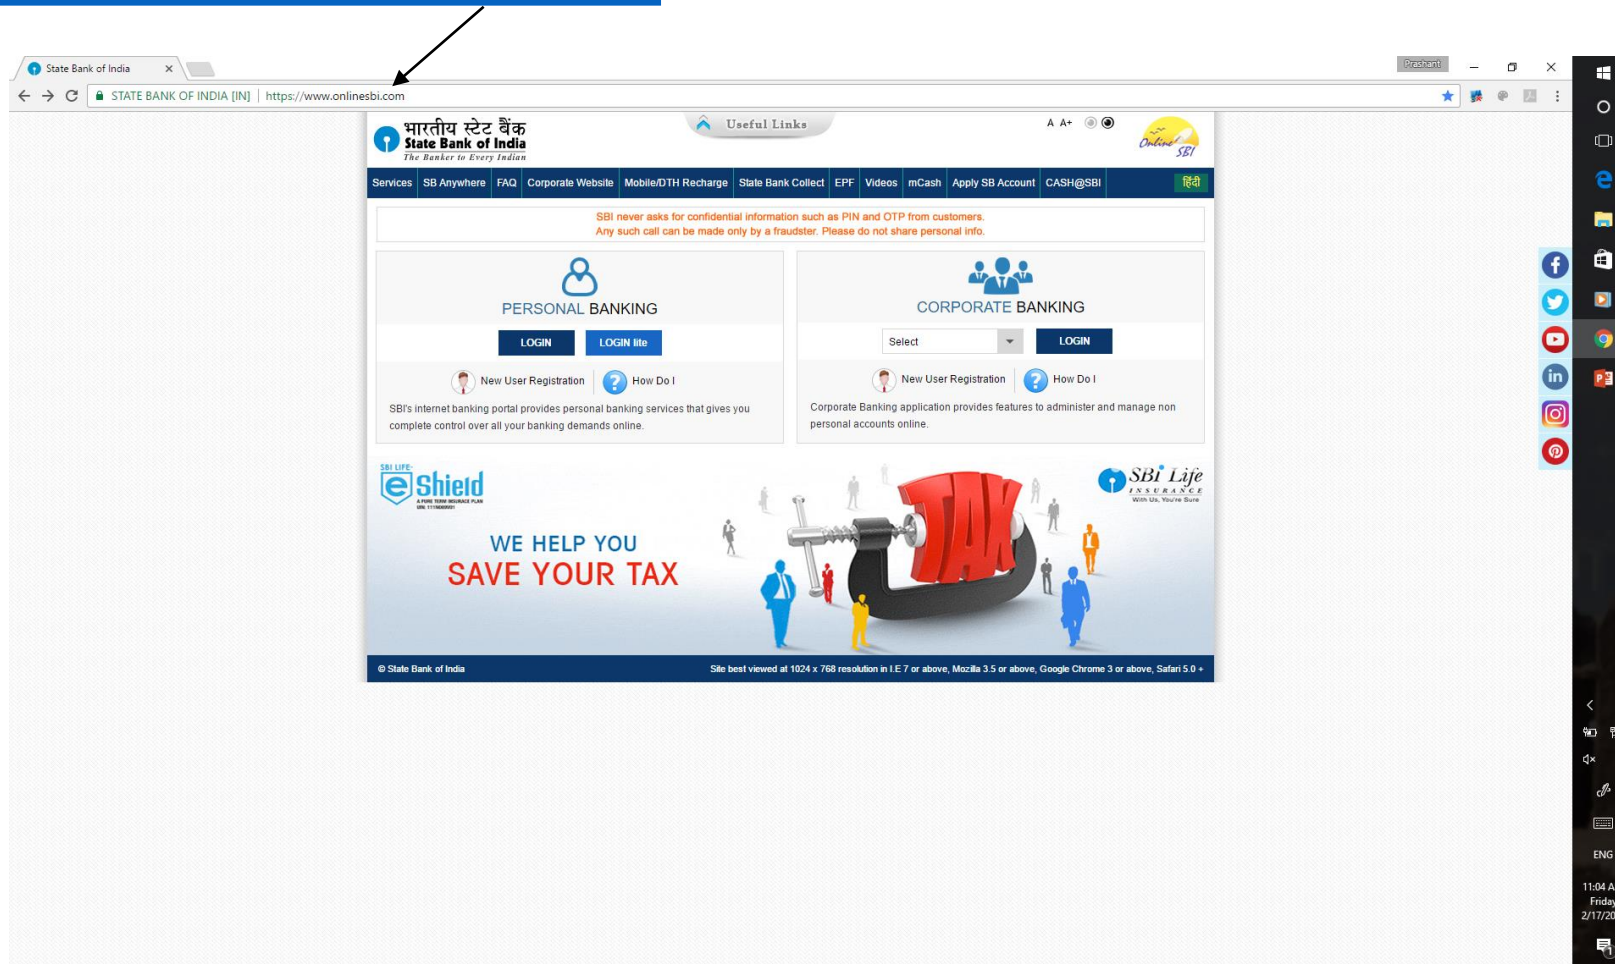 State Bank of India
Prashant
STATE BANK OF INDIA [IN] | https://www.onlinesbi.com
भारतीय स्टेट बैंक
State Bank of India
The Banker to Every Indian
Useful Links
A A+
Online SBI
Services SB Anywhere FAQ Corporate Website Mobile/DTH Recharge State Bank Collect EPF Videos mCash Apply SB Account CASH@SBI हिंदी
SBI never asks for confidential information such as PIN and OTP from customers.
Any such call can be made only by a fraudster. Please do not share personal info.
PERSONAL BANKING
LOGIN LOGIN lite
New User Registration ? How Do I
SBI's internet banking portal provides personal banking services that gives you
complete control over all your banking demands online.
CORPORATE BANKING
Select LOGIN
New User Registration ? How Do I
Corporate Banking application provides features to administer and manage non
personal accounts online.
SBI LIFE-
eShield
A PURE TERM INSURANCE PLAN
WE HELP YOU
SAVE YOUR TAX
TAX
SBI Life
INSURANCE
With Us, You're Sure
© State Bank of India Site best viewed at 1024 x 768 resolution in I.E 7 or above, Mozilla 3.5 or above, Google Chrome 3 or above, Safari 5.0 +
ENG
11:04 A
Friday
2/17/20